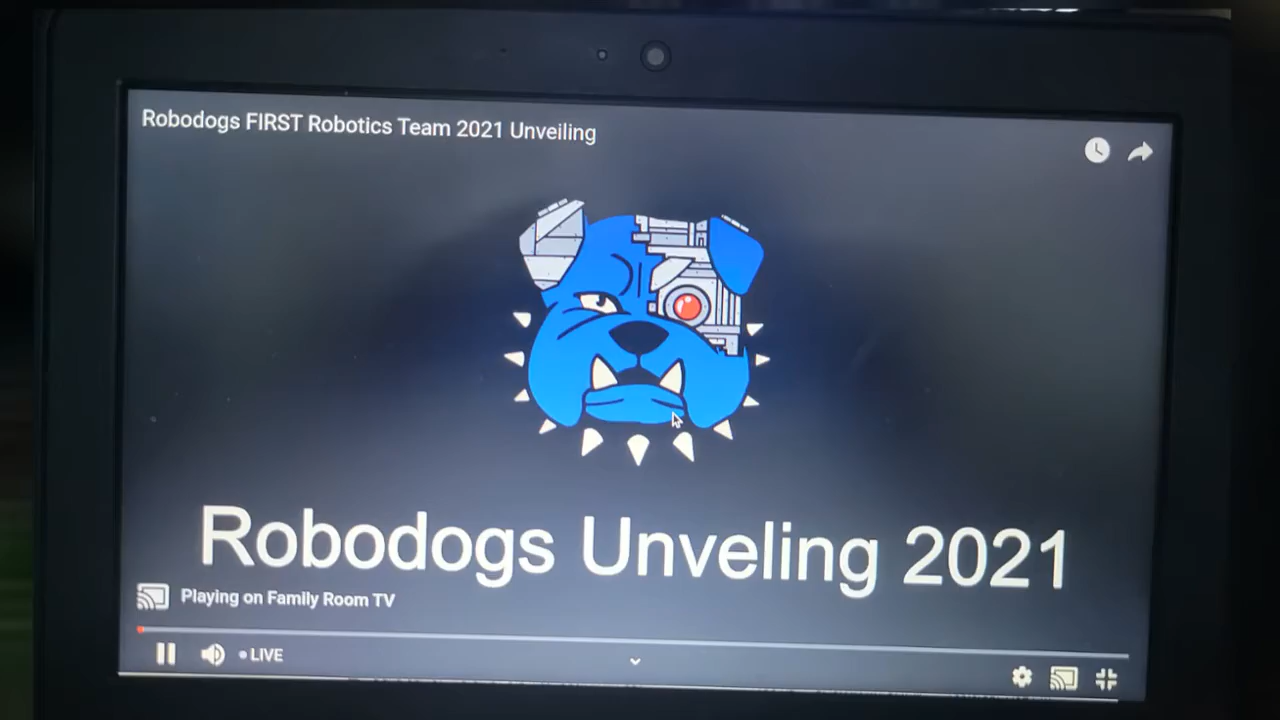 Robodogs FIRST Robotics Team 2021 Unveiling
Robodogs Unveling 2021
Playing on Family Room TV
LIVE